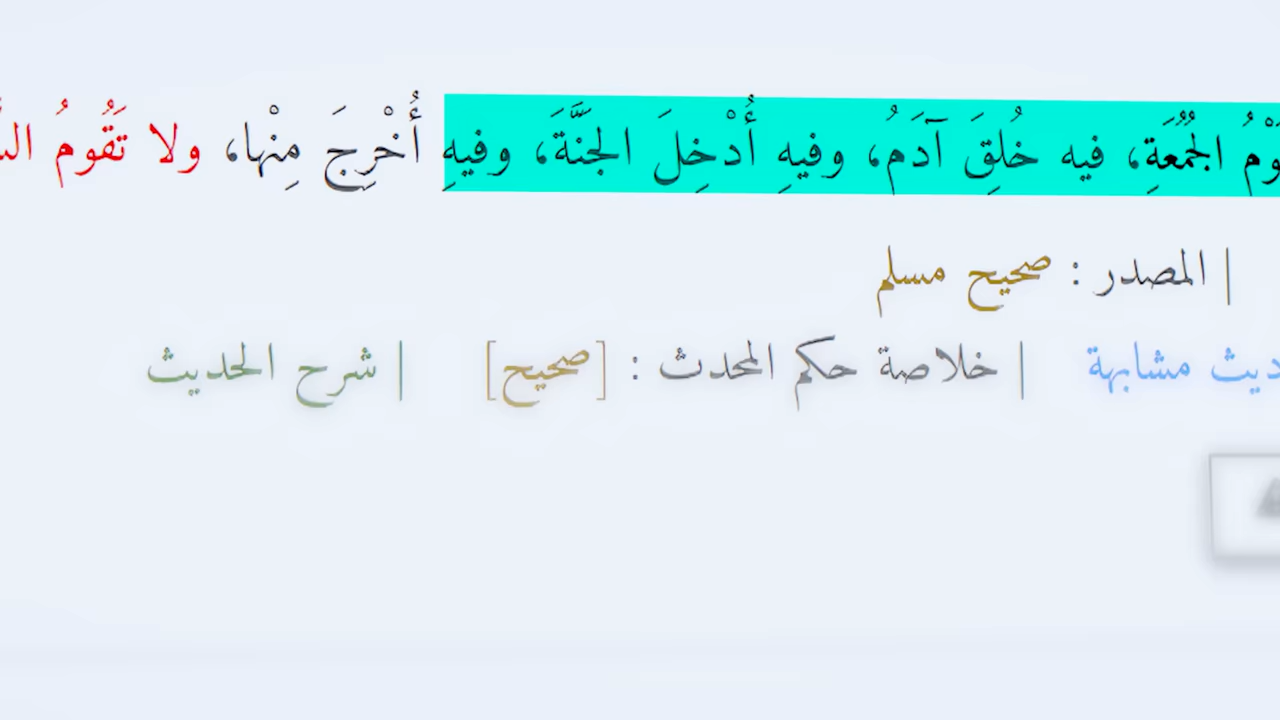 الجُمُعَةِ، فيه خُلِقَ آدَمُ، وفيهِ أُدْخِلَ الجَنَّةَ، وفيهِ أُخْرِجَ مِنْها، ولا تَقُومُ
| المصدر : صحيح مسلم
مشابهة | خلاصة حكم المحدث : [صحيح] | شرح الحديث